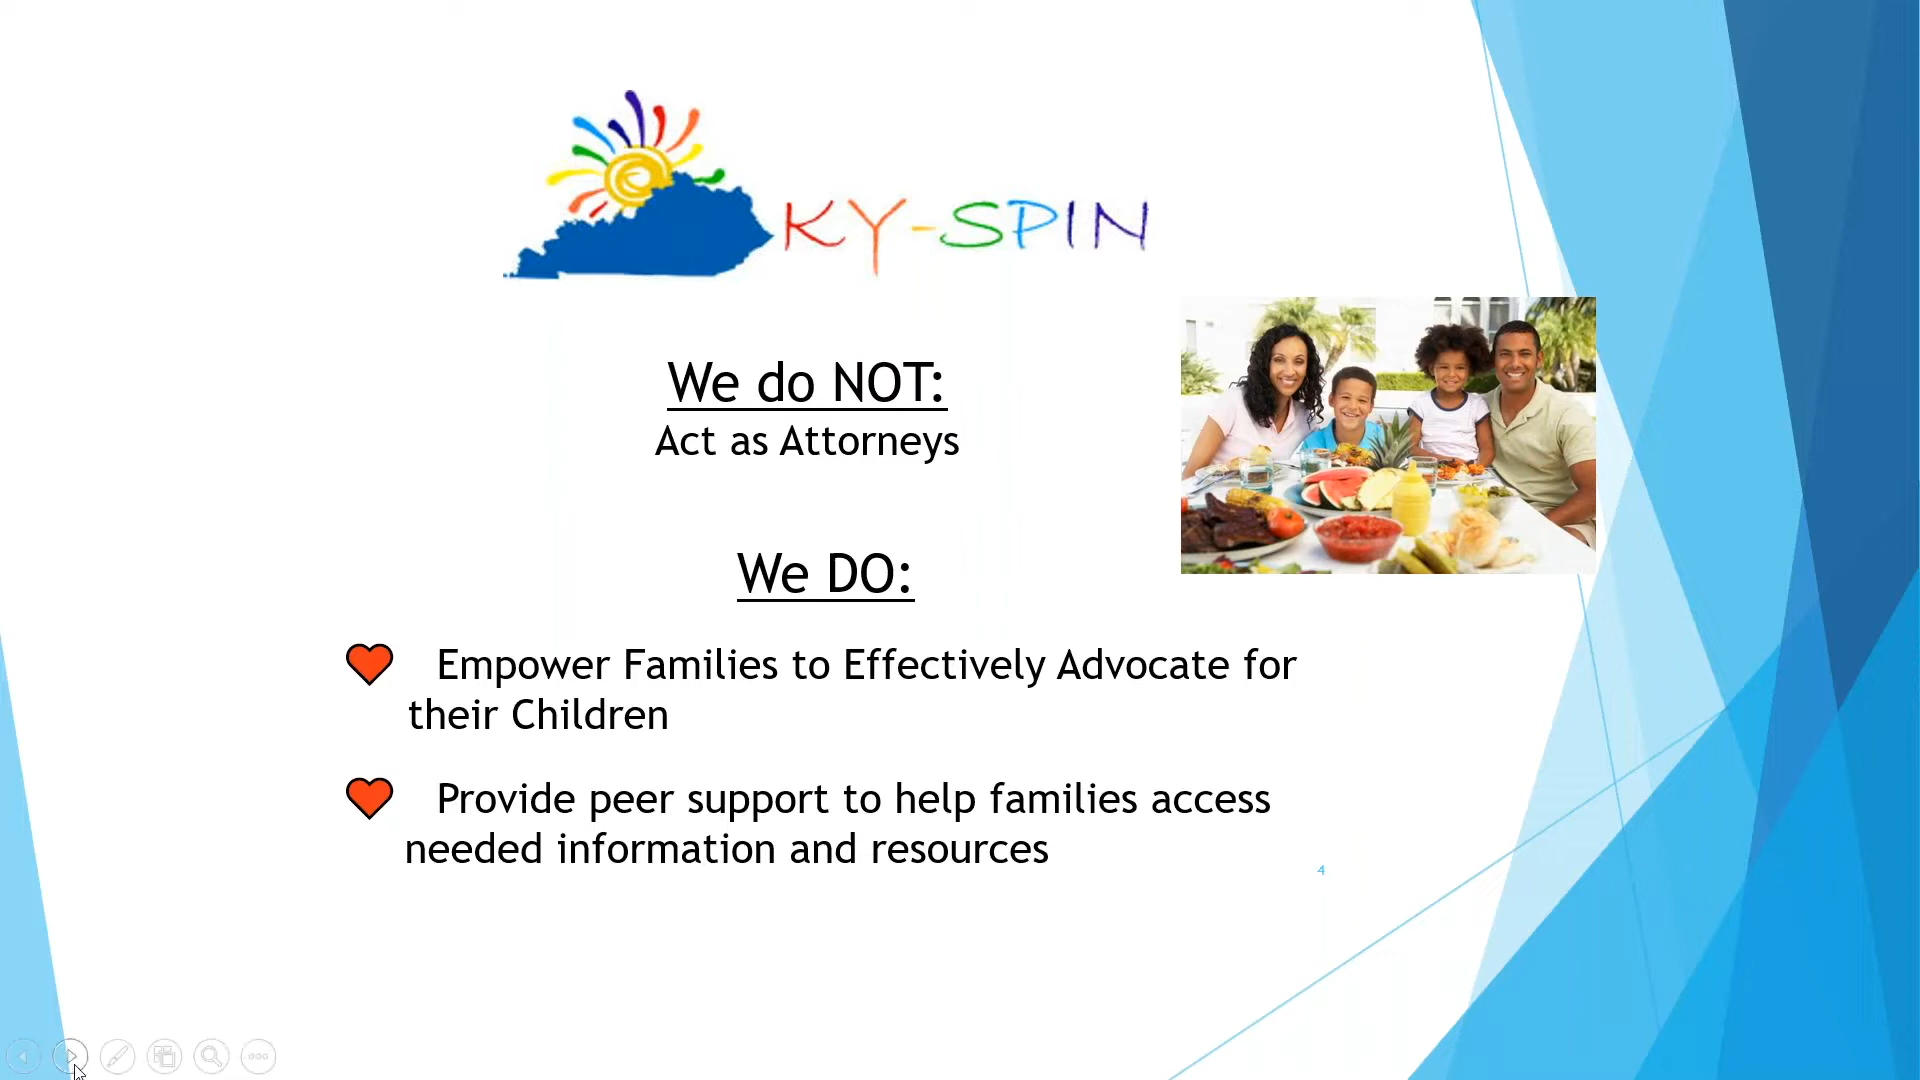 KY-SPIN
We do NOT:
Act as Attorneys
We DO:
Empower Families to Effectively Advocate for
their Children
Provide peer support to help families access
needed information and resources
4